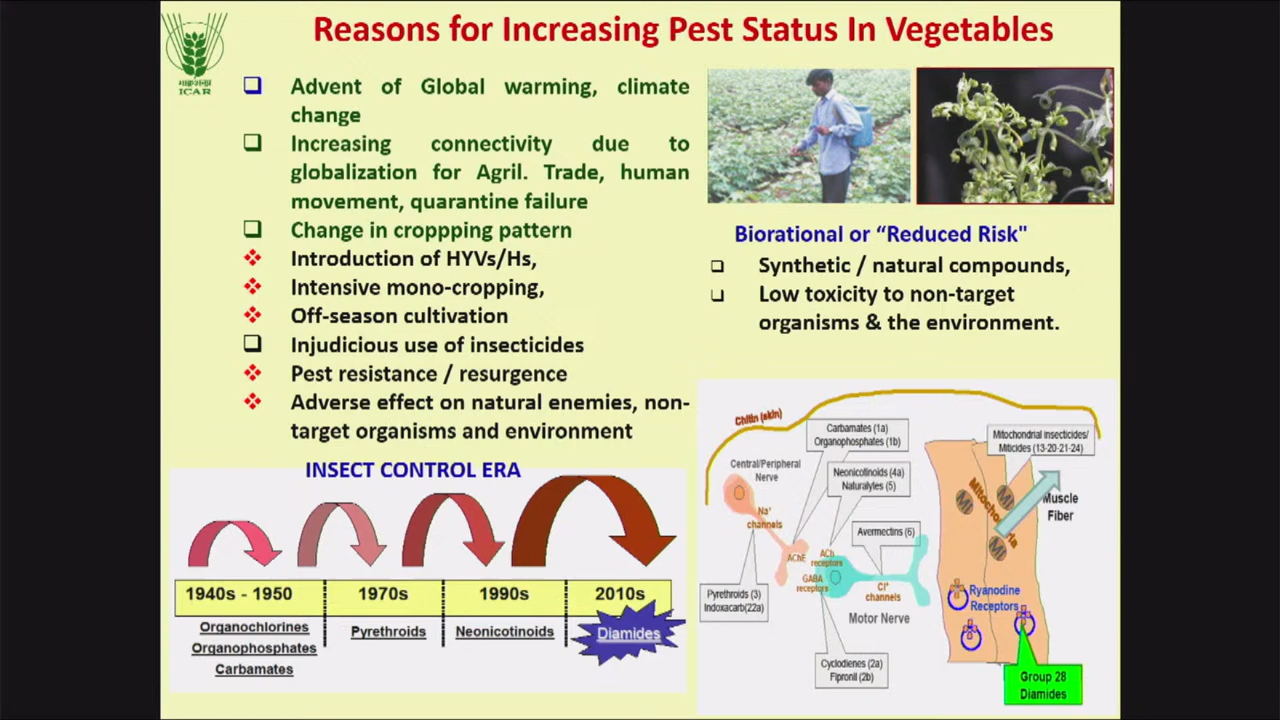 Reasons for Increasing Pest Status In Vegetables
ICAR
Advent of Global warming, climate
change
Increasing connectivity due to
globalization for Agril. Trade, human
movement, quarantine failure
Change in croppping pattern
Introduction of HYVs/Hs,
Intensive mono-cropping,
Off-season cultivation
Injudicious use of insecticides
Pest resistance / resurgence
Adverse effect on natural enemies, non-
target organisms and environment
Biorational or “Reduced Risk"
Synthetic / natural compounds,
Low toxicity to non-target
organisms & the environment.
INSECT CONTROL ERA
1940s - 1950
1970s
1990s
2010s
Organochlorines
Organophosphates
Carbamates
Pyrethroids
Neonicotinoids
Diamides
Chitin (skin)
Carbamates (1a)
Organophosphates (1b)
Mitochondrial Insecticides/
Miticides (13-20-21-24)
Central/Peripheral
Nerve
Neonicotinoids (4a)
Naturalytes (5)
Mitochondria
MI
MI
MI
Muscle
Fiber
Na+
channels
Avermectins (6)
AChE
ACh
receptors
GABA
receptors
Cl+
channels
Pyrethroids (3)
Indoxacarb(22a)
Motor Nerve
Ryanodine
Receptors
Cyclodienes (2a)
Fipronil (2b)
Group 28
Diamides